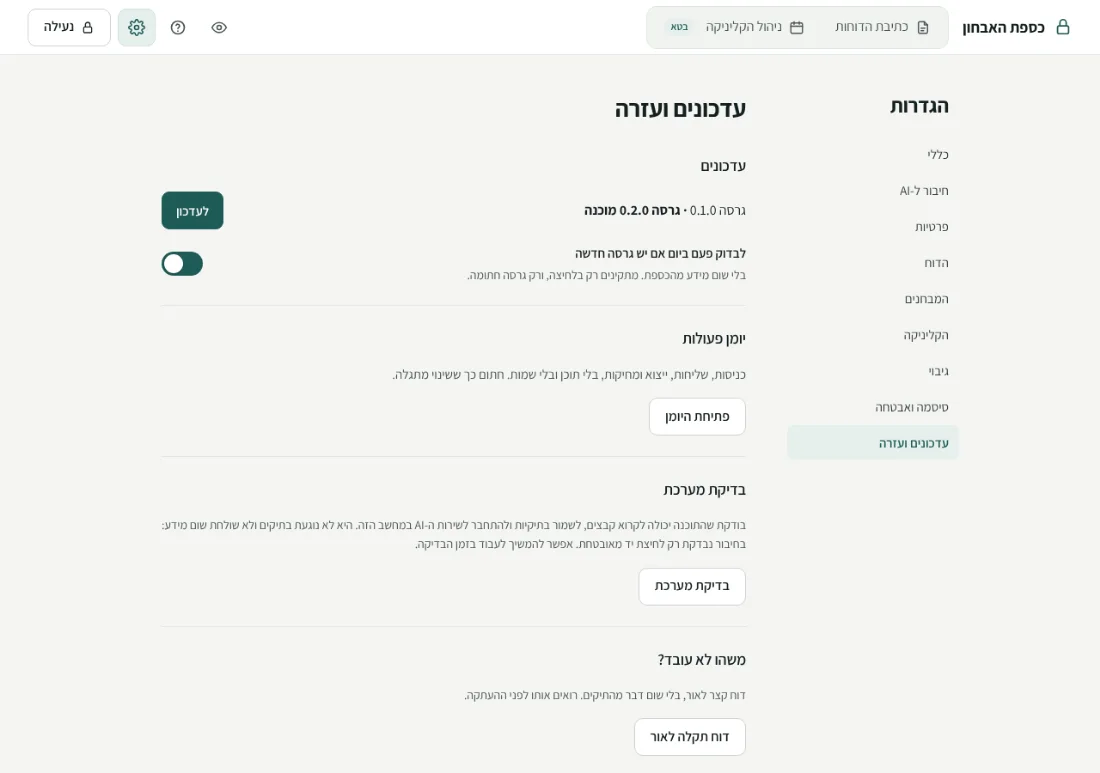 כספת האבחון
כתיבת הדוחות
ניהול הקליניקה בטא
נעילה
הגדרות
כללי
חיבור ל-AI
פרטיות
הדוח
המבחנים
הקליניקה
גיבוי
סיסמה ואבטחה
עדכונים ועזרה
עדכונים ועזרה
עדכונים
גרסה 0.1.0 · גרסה 0.2.0 מוכנה
לעדכון
לבדוק פעם ביום אם יש גרסה חדשה
בלי שום מידע מהכספת. מתקינים רק בלחיצה, ורק גרסה חתומה.
יומן פעולות
כניסות, שליחות, ייצוא ומחיקות, בלי תוכן ובלי שמות. חתום כך ששינוי מתגלה.
פתיחת היומן
בדיקת מערכת
בודקת שהתוכנה יכולה לקרוא קבצים, לשמור בתיקיות ולהתחבר לשירות ה-AI במחשב הזה. היא לא נוגעת בתיקים ולא שולחת שום מידע:
בחיבור נבדקת רק לחיצת יד מאובטחת. אפשר להמשיך לעבוד בזמן הבדיקה.
בדיקת מערכת
משהו לא עובד?
דוח קצר לאור, בלי שום דבר מהתיקים. רואים אותו לפני ההעתקה.
דוח תקלה לאור